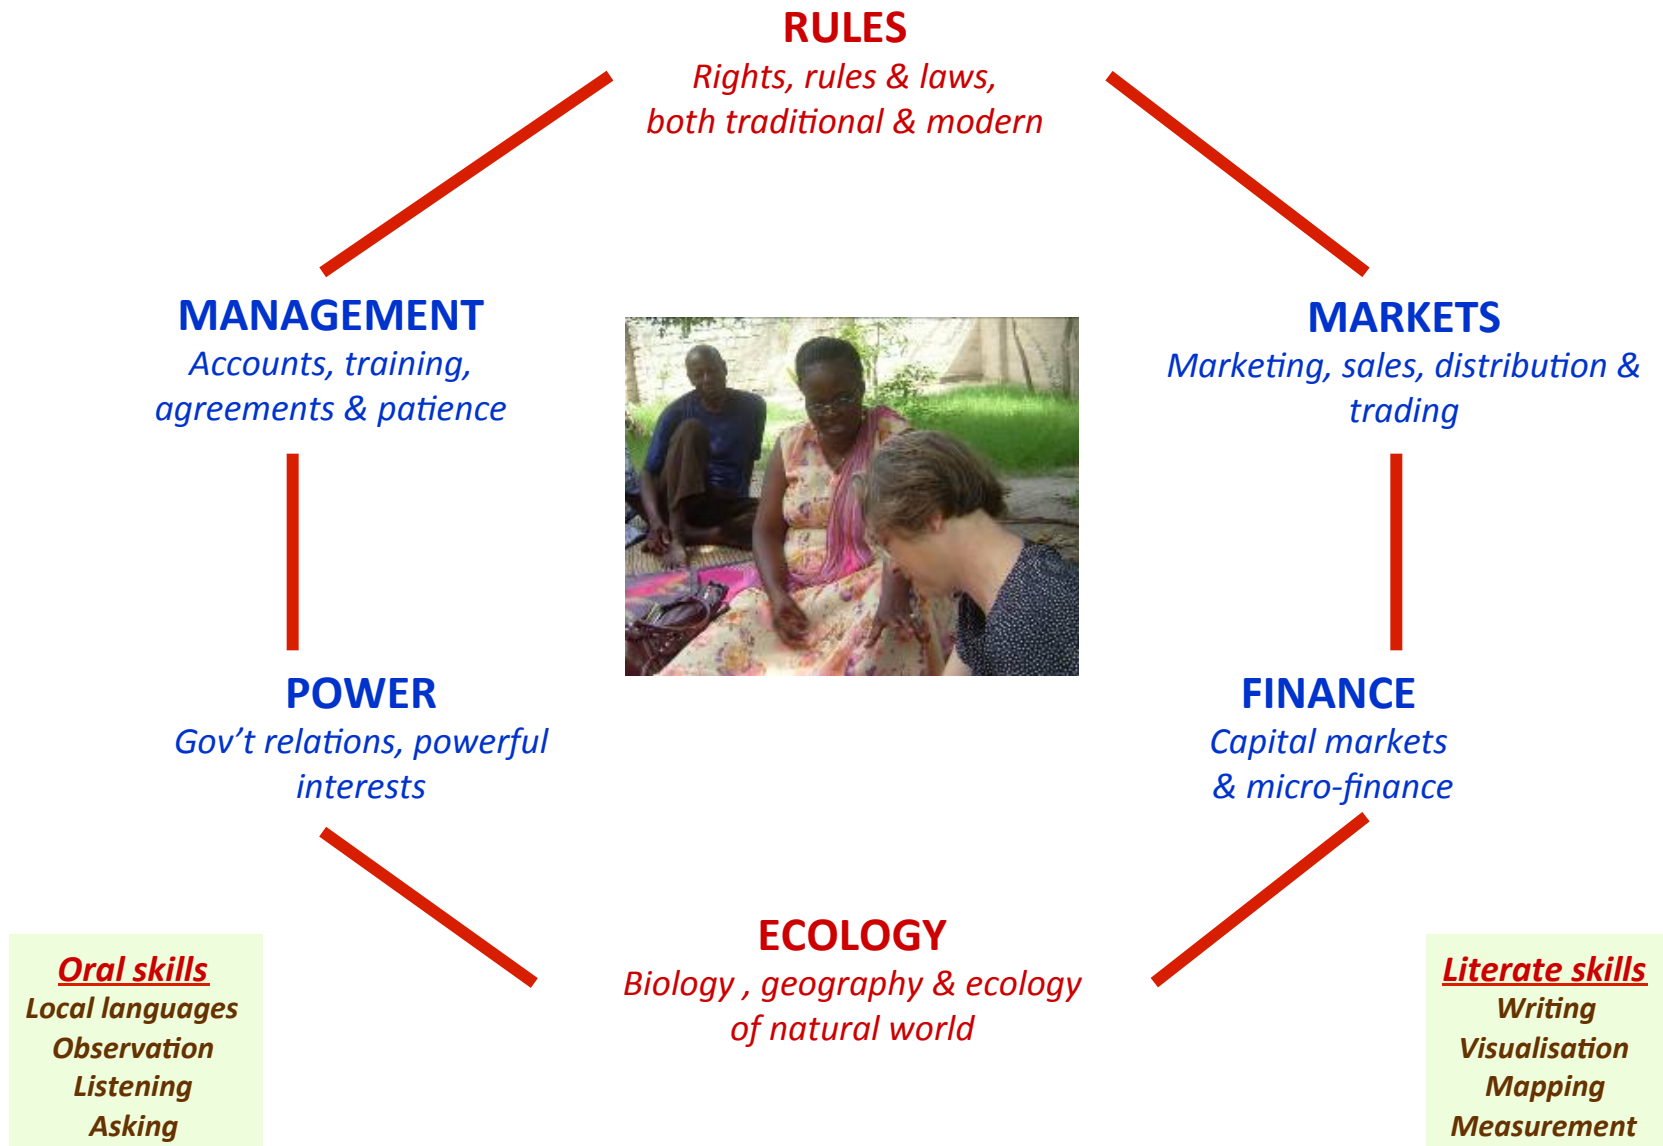 RULES
Rights, rules & laws,
both traditional & modern
MANAGEMENT
Accounts, training,
agreements & patience
MARKETS
Marketing, sales, distribution &
trading
POWER
Gov’t relations, powerful
interests
FINANCE
Capital markets
& micro-finance
ECOLOGY
Biology , geography & ecology
of natural world
Oral skills
Local languages
Observation
Listening
Asking
Literate skills
Writing
Visualisation
Mapping
Measurement